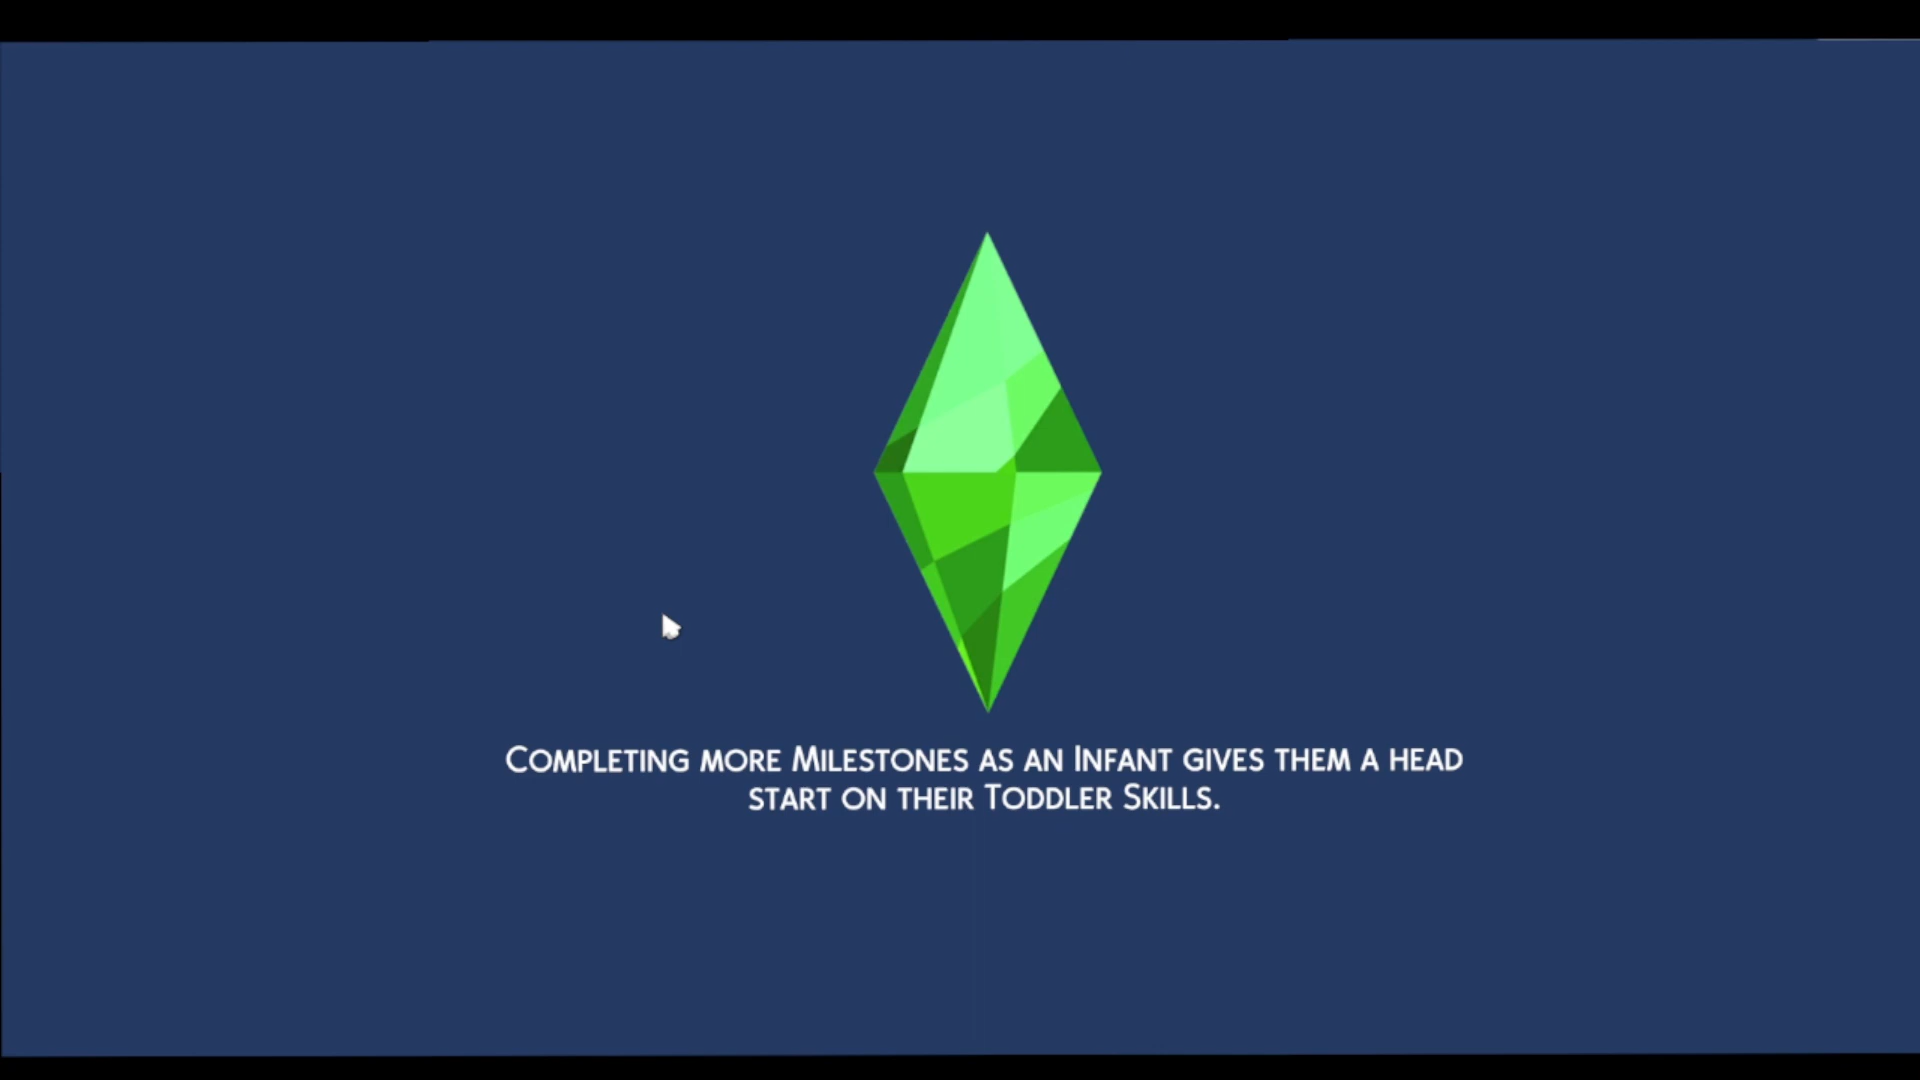 Completing more Milestones as an Infant gives them a head
start on their Toddler Skills.